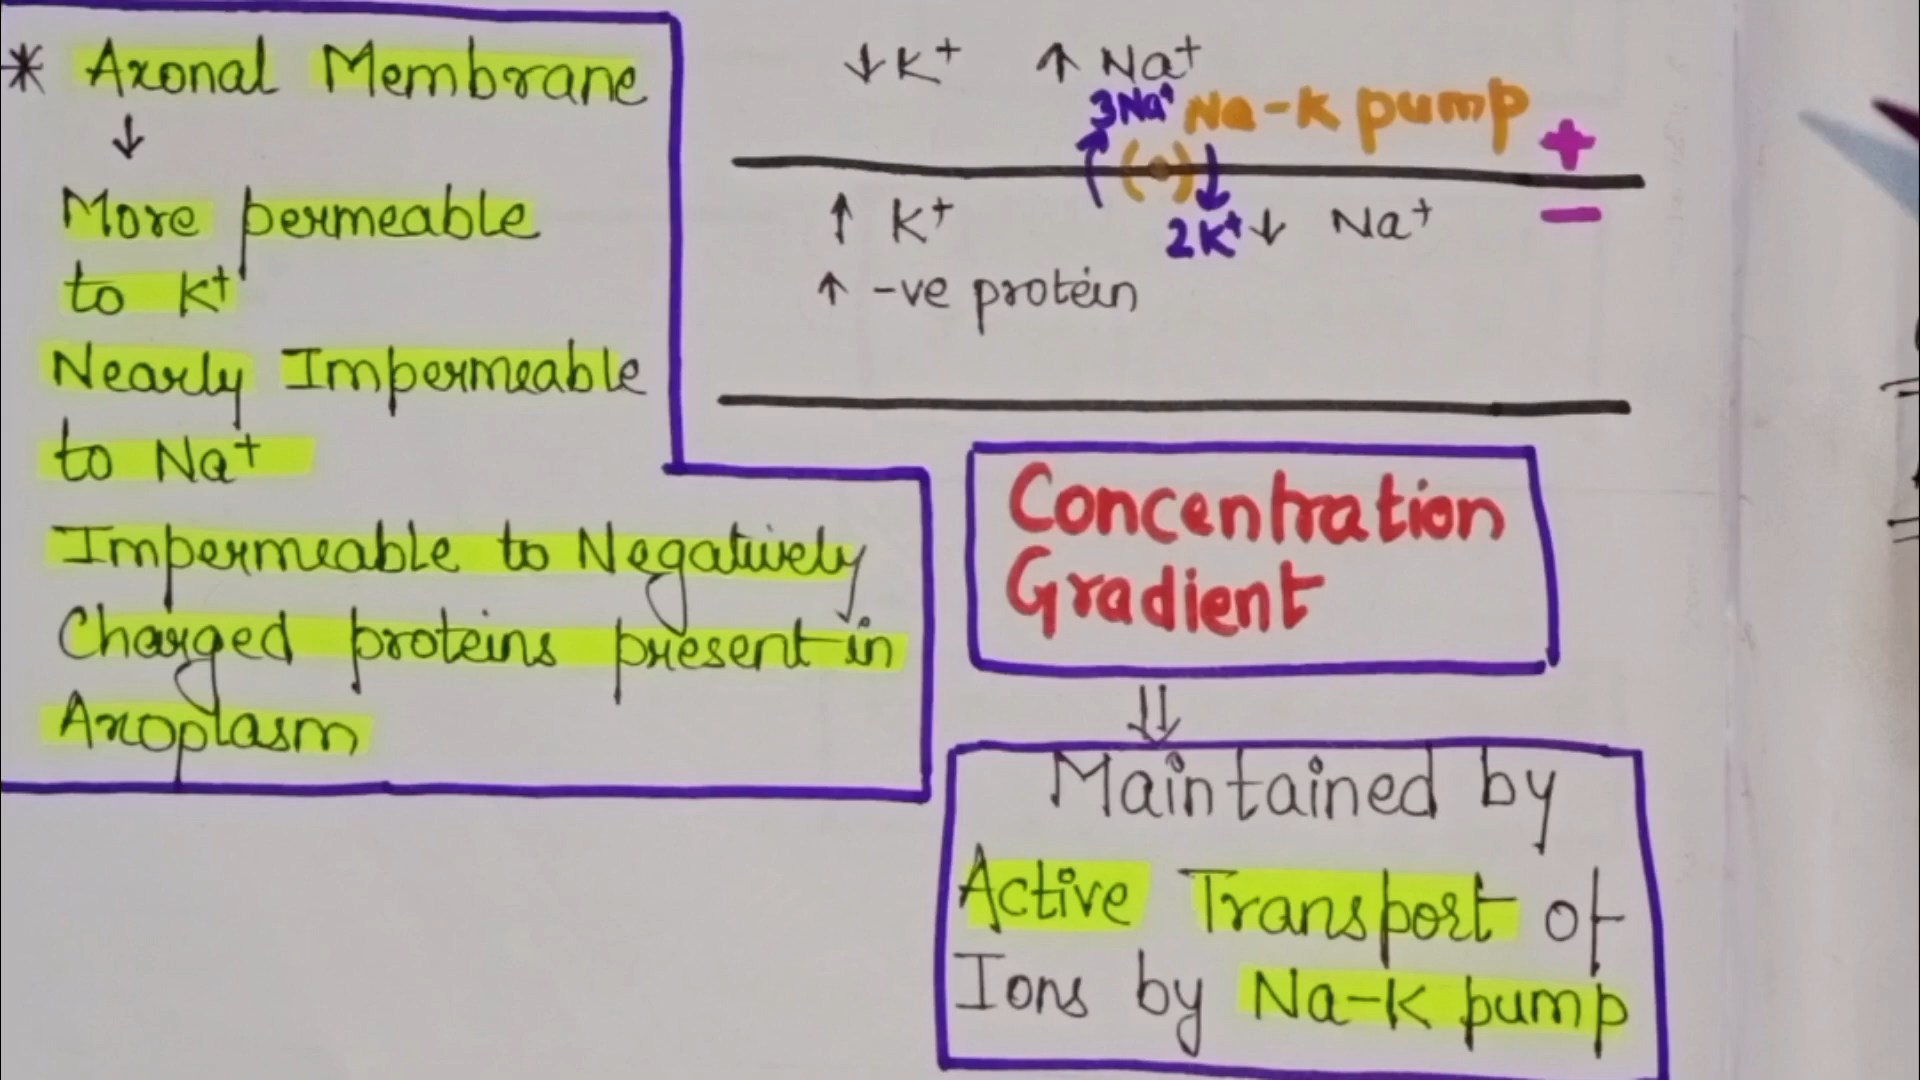 * Axonal Membrane
↓
More permeable
to K+
Nearly Impermeable
to Na+
Impermeable to Negatively
Charged proteins present in
Axoplasm
↓K+ ↑ Na+
3Na+ Na-K pump
+
↑ K+ 2K+ ↓ Na+ −
↑ -ve protein
Concentration
Gradient
⇓
Maintained by
Active Transport of
Ions by Na-K pump